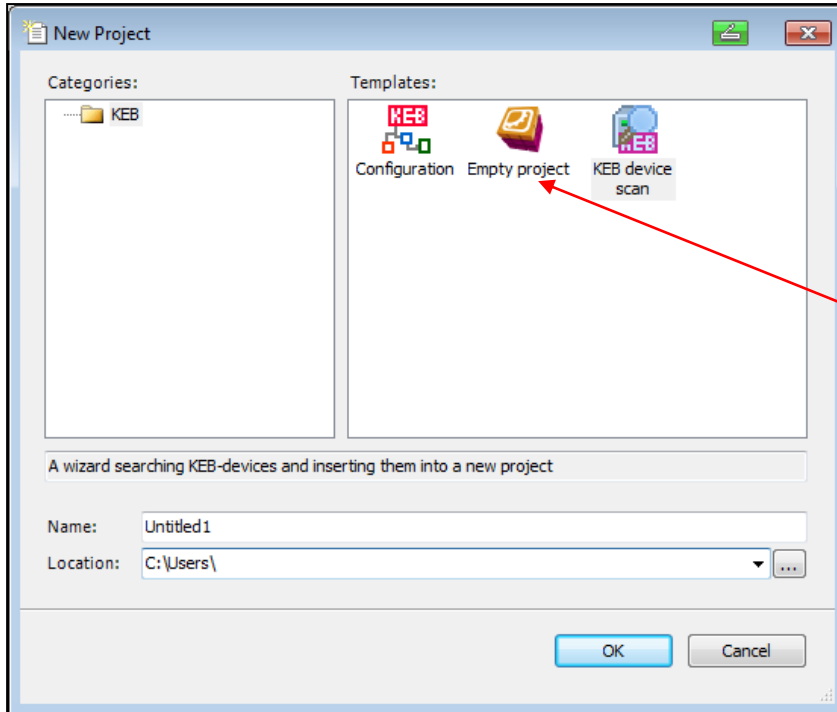 New Project
Categories:
Templates:
KEB
KEB
KEB
Configuration
Empty project
KEB device
scan
A wizard searching KEB-devices and inserting them into a new project
Name:
Untitled1
Location:
C:\Users\
...
OK
Cancel